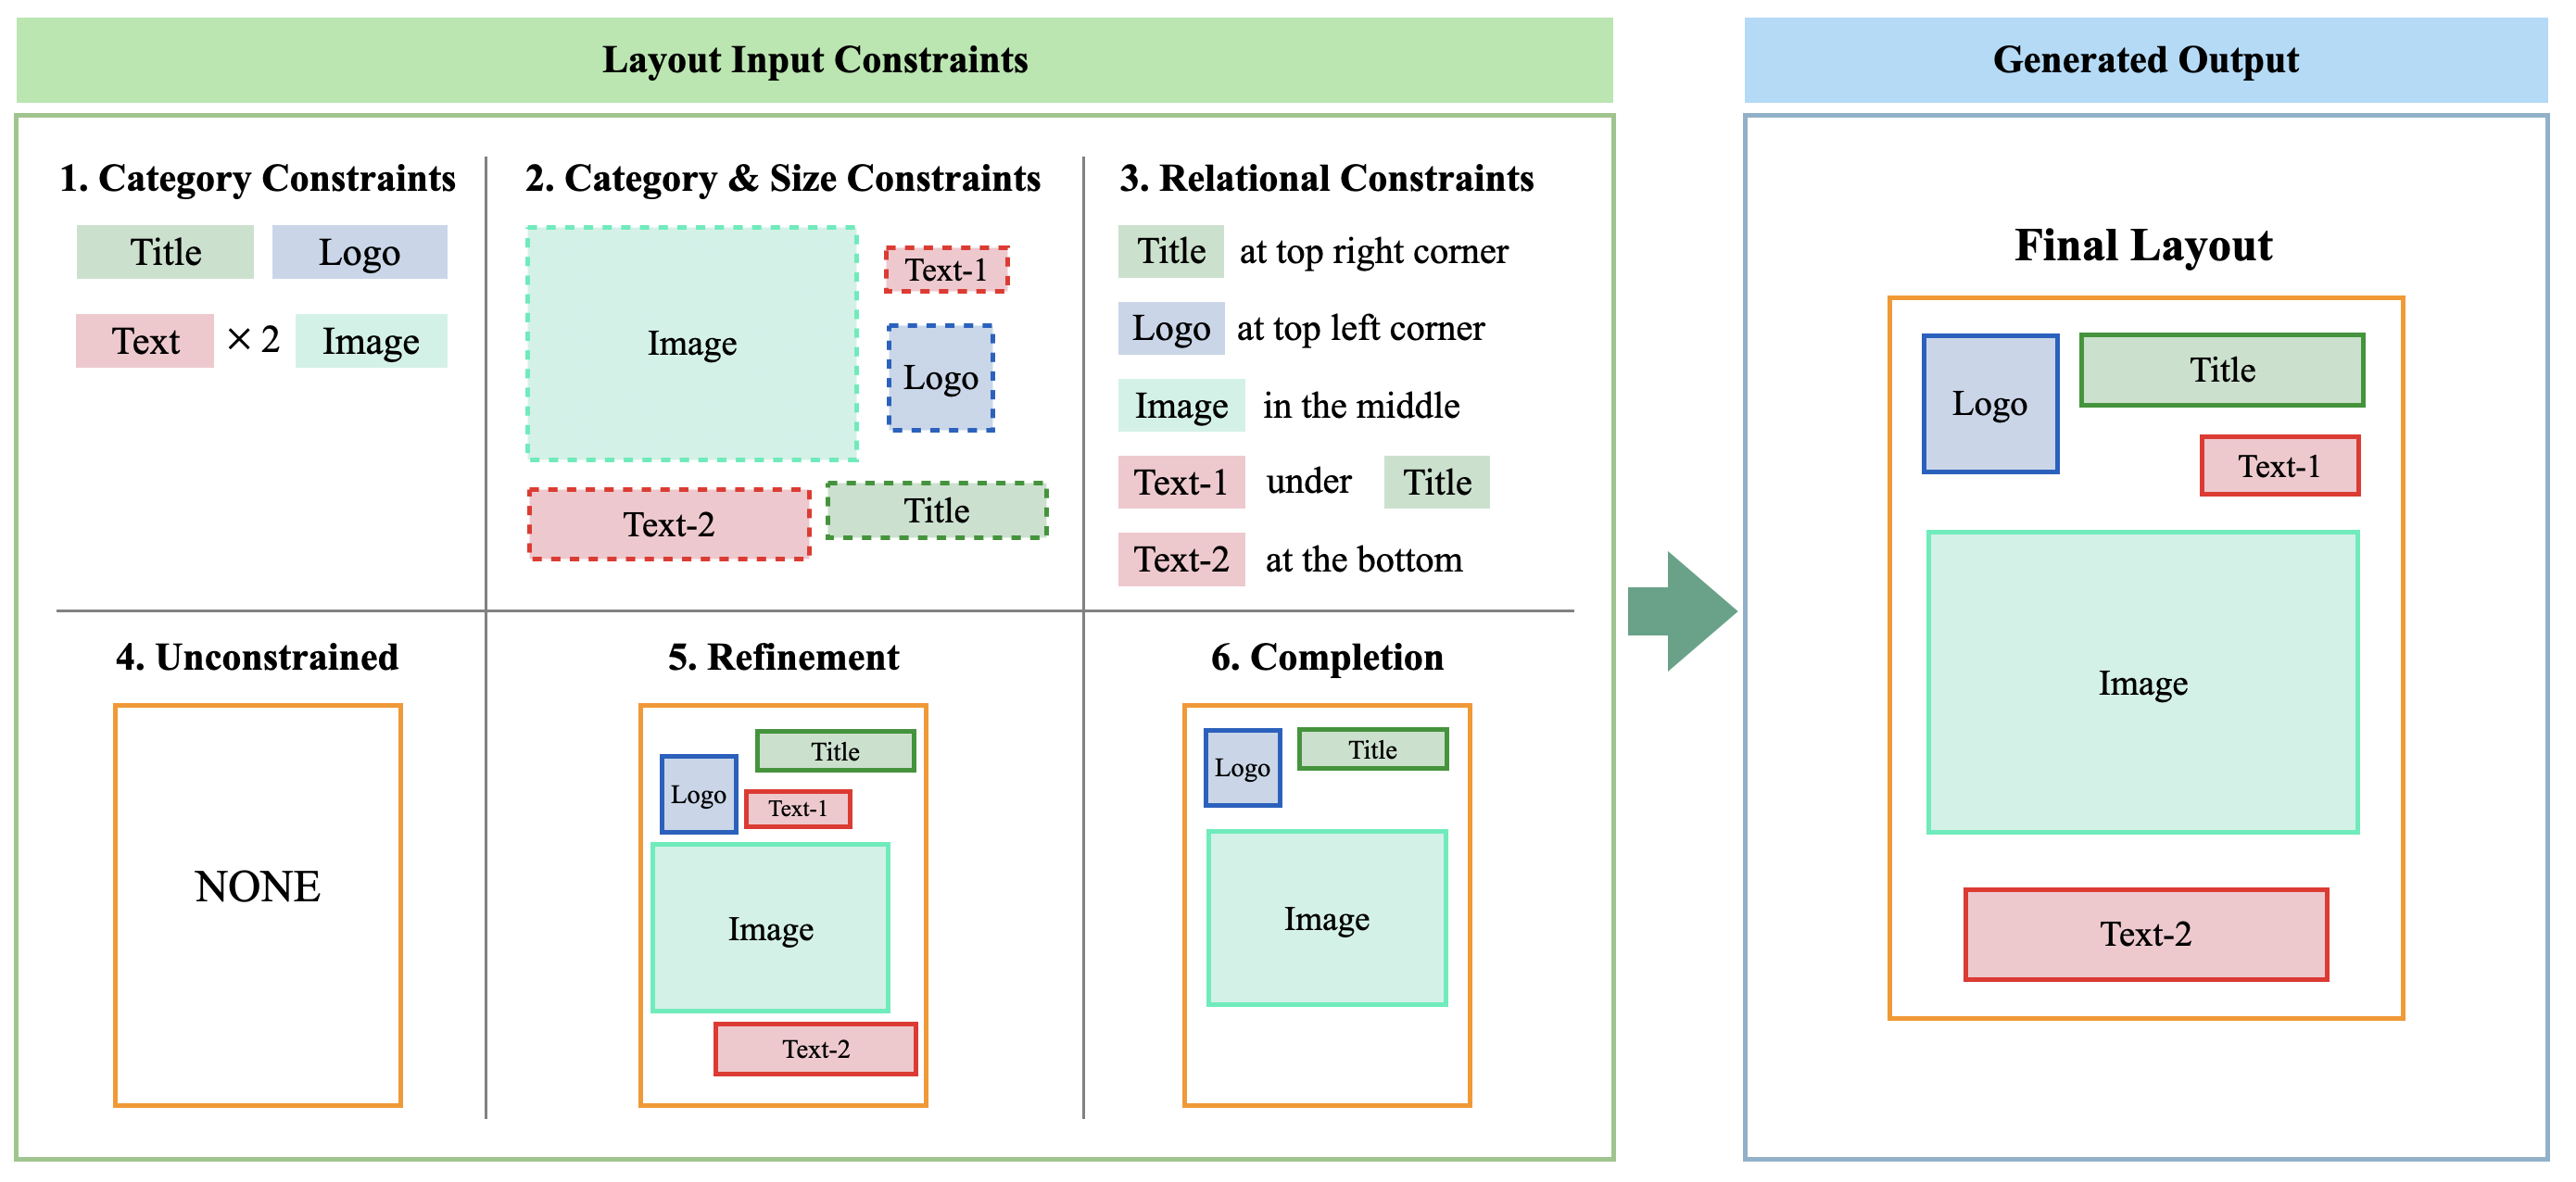 Layout Input Constraints
Generated Output
1. Category Constraints
Title Logo
Text × 2 Image
2. Category & Size Constraints
Image
Text-1
Logo
Text-2
Title
3. Relational Constraints
Title at top right corner
Logo at top left corner
Image in the middle
Text-1 under Title
Text-2 at the bottom
4. Unconstrained
NONE
5. Refinement
Title
Logo
Text-1
Image
Text-2
6. Completion
Logo
Title
Image
Final Layout
Logo
Title
Text-1
Image
Text-2